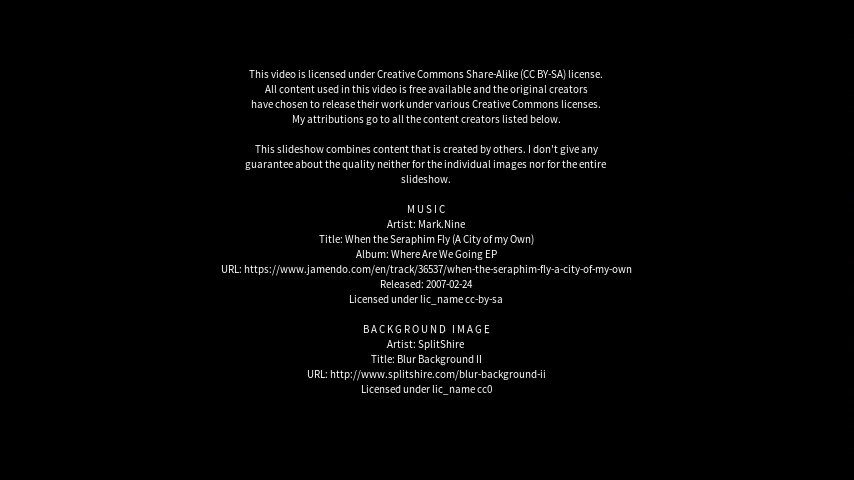 This video is licensed under Creative Commons Share-Alike (CC BY-SA) license.
All content used in this video is free available and the original creators
have chosen to release their work under various Creative Commons licenses.
My attributions go to all the content creators listed below.
This slideshow combines content that is created by others. I don't give any
guarantee about the quality neither for the individual images nor for the entire
slideshow.
MUSIC
Artist: Mark.Nine
Title: When the Seraphim Fly (A City of my Own)
Album: Where Are We Going EP
URL: https://www.jamendo.com/en/track/36537/when-the-seraphim-fly-a-city-of-my-own
Released: 2007-02-24
Licensed under lic_name cc-by-sa
BACKGROUND IMAGE
Artist: SplitShire
Title: Blur Background II
URL: http://www.splitshire.com/blur-background-ii
Licensed under lic_name cc0